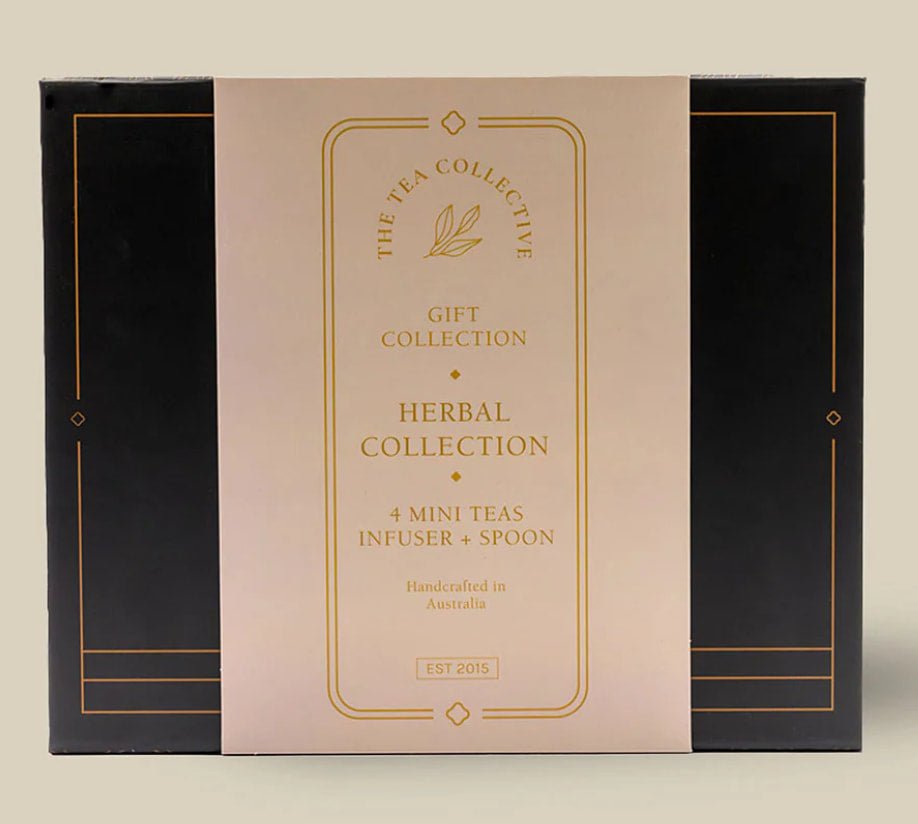 THE TEA COLLECTIVE
GIFT
COLLECTION
HERBAL
COLLECTION
4 MINI TEAS
INFUSER + SPOON
Handcrafted in
Australia
EST 2015